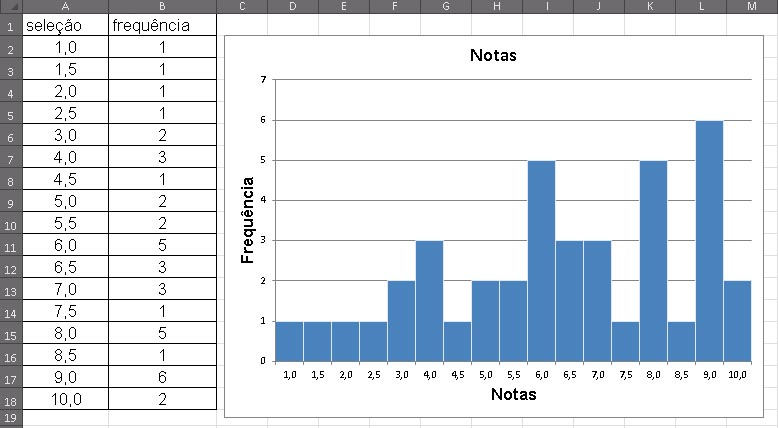 A B C D E F G H I J K L M
1 seleção frequência
2 1,0 1
3 1,5 1
4 2,0 1
5 2,5 1
6 3,0 2
7 4,0 3
8 4,5 1
9 5,0 2
10 5,5 2
11 6,0 5
12 6,5 3
13 7,0 3
14 7,5 1
15 8,0 5
16 8,5 1
17 9,0 6
18 10,0 2
19
Notas
Frequência
7
6
5
4
3
2
1
0
1,0 1,5 2,0 2,5 3,0 4,0 4,5 5,0 5,5 6,0 6,5 7,0 7,5 8,0 8,5 9,0 10,0
Notas